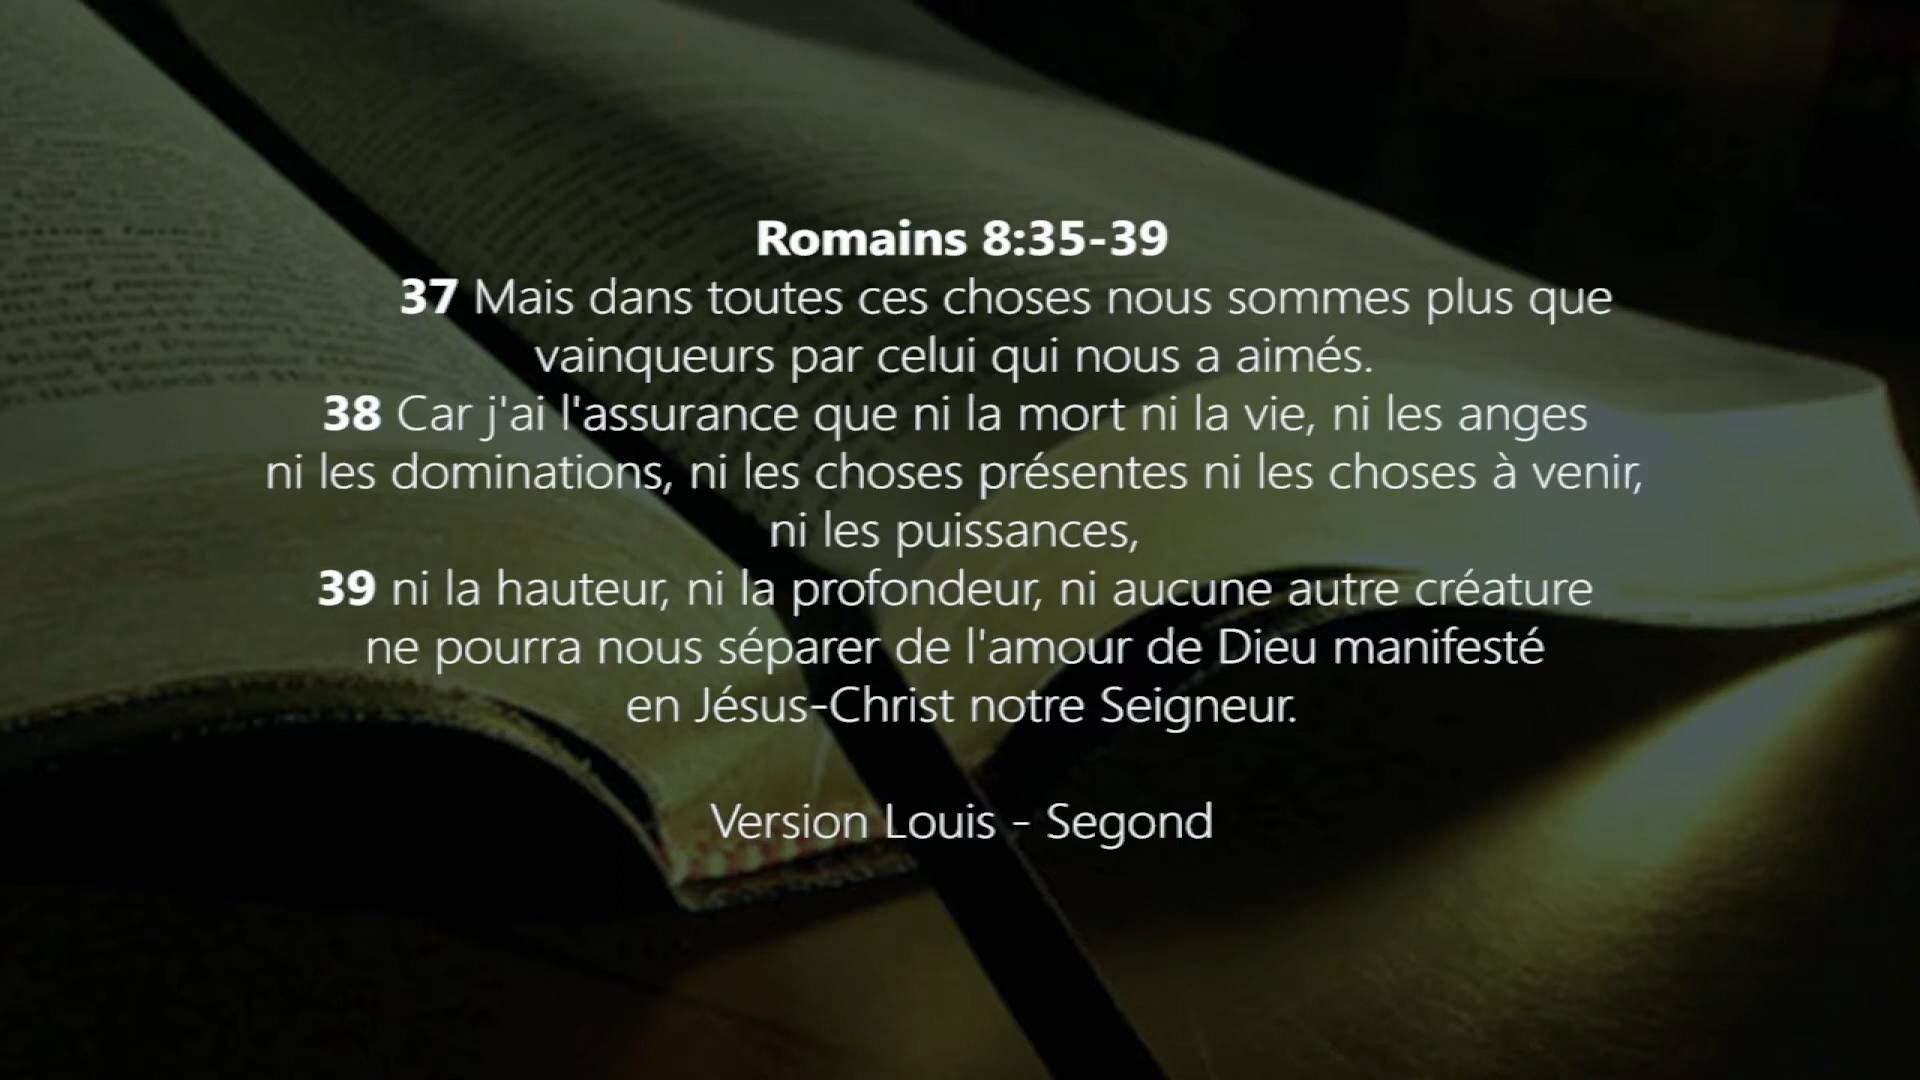 Romains 8:35-39
37 Mais dans toutes ces choses nous sommes plus que
vainqueurs par celui qui nous a aimés.
38 Car j'ai l'assurance que ni la mort ni la vie, ni les anges
ni les dominations, ni les choses présentes ni les choses à venir,
ni les puissances,
39 ni la hauteur, ni la profondeur, ni aucune autre créature
ne pourra nous séparer de l'amour de Dieu manifesté
en Jésus-Christ notre Seigneur.
Version Louis - Segond